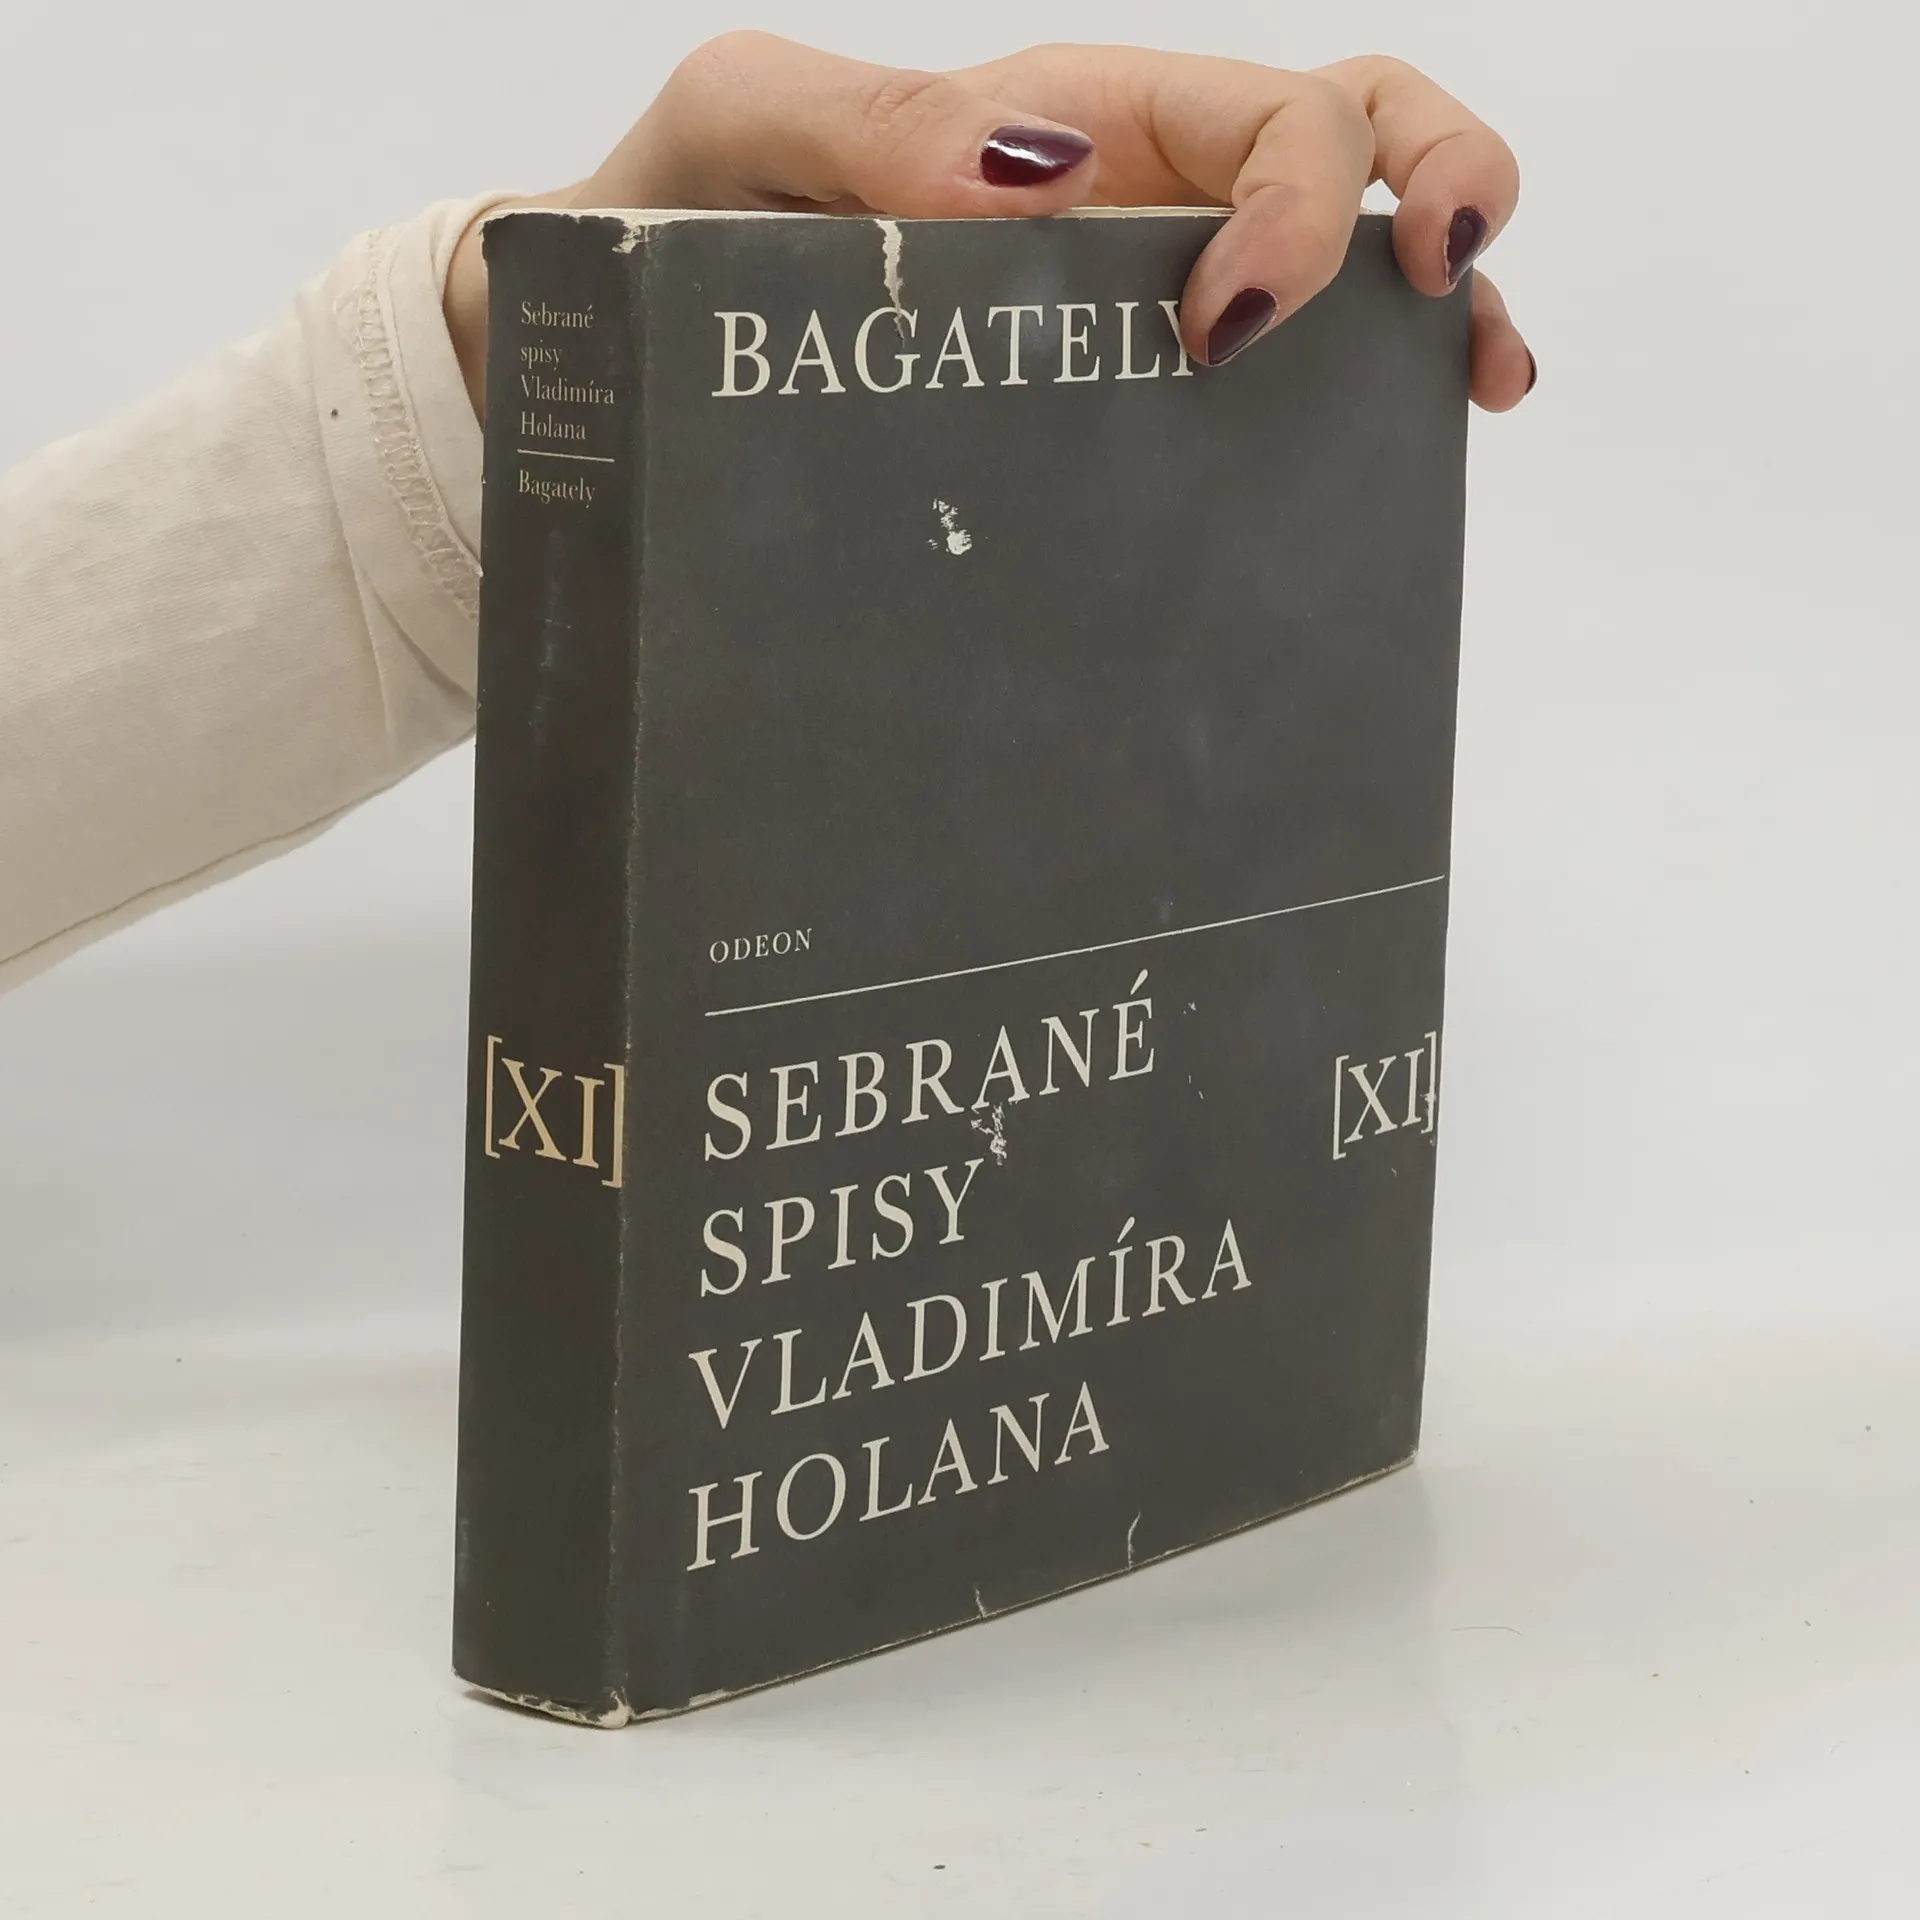 Sebrané
spisy
Vladimíra
Holana
Bagately
[XI]
BAGATELY
ODEON
SEBRANÉ
SPISY
VLADIMÍRA
HOLANA
[XI]